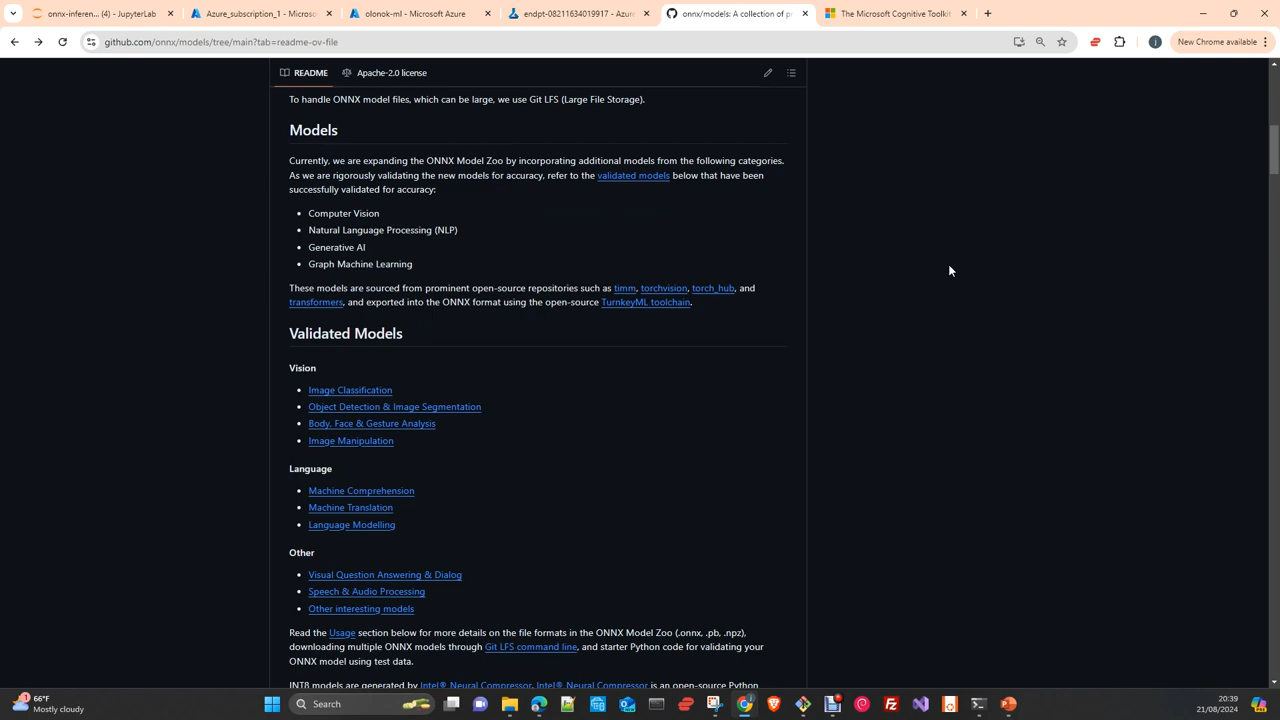 onnx-inferen... (4) - JupyterLab
Azure_subscription_1 - Microso
olonok-ml - Microsoft Azure
endpt-08211634019917 - Azure
onnx/models: A collection of p
The Microsoft Cognitive Toolkit
github.com/onnx/models/tree/main?tab=readme-ov-file
New Chrome available
README
Apache-2.0 license
To handle ONNX model files, which can be large, we use Git LFS (Large File Storage).
Models
Currently, we are expanding the ONNX Model Zoo by incorporating additional models from the following categories.
As we are rigorously validating the new models for accuracy, refer to the validated models below that have been
successfully validated for accuracy:
• Computer Vision
• Natural Language Processing (NLP)
• Generative AI
• Graph Machine Learning
These models are sourced from prominent open-source repositories such as timm, torchvision, torch_hub, and
transformers, and exported into the ONNX format using the open-source TurnkeyML toolchain.
Validated Models
Vision
• Image Classification
• Object Detection & Image Segmentation
• Body, Face & Gesture Analysis
• Image Manipulation
Language
• Machine Comprehension
• Machine Translation
• Language Modelling
Other
• Visual Question Answering & Dialog
• Speech & Audio Processing
• Other interesting models
Read the Usage section below for more details on the file formats in the ONNX Model Zoo (.onnx, .pb, .npz),
downloading multiple ONNX models through Git LFS command line, and starter Python code for validating your
ONNX model using test data.
INT8 models are generated by Intel® Neural Compressor. Intel® Neural Compressor is an open-source Python
66°F
Mostly cloudy
Search
20:39
21/08/2024